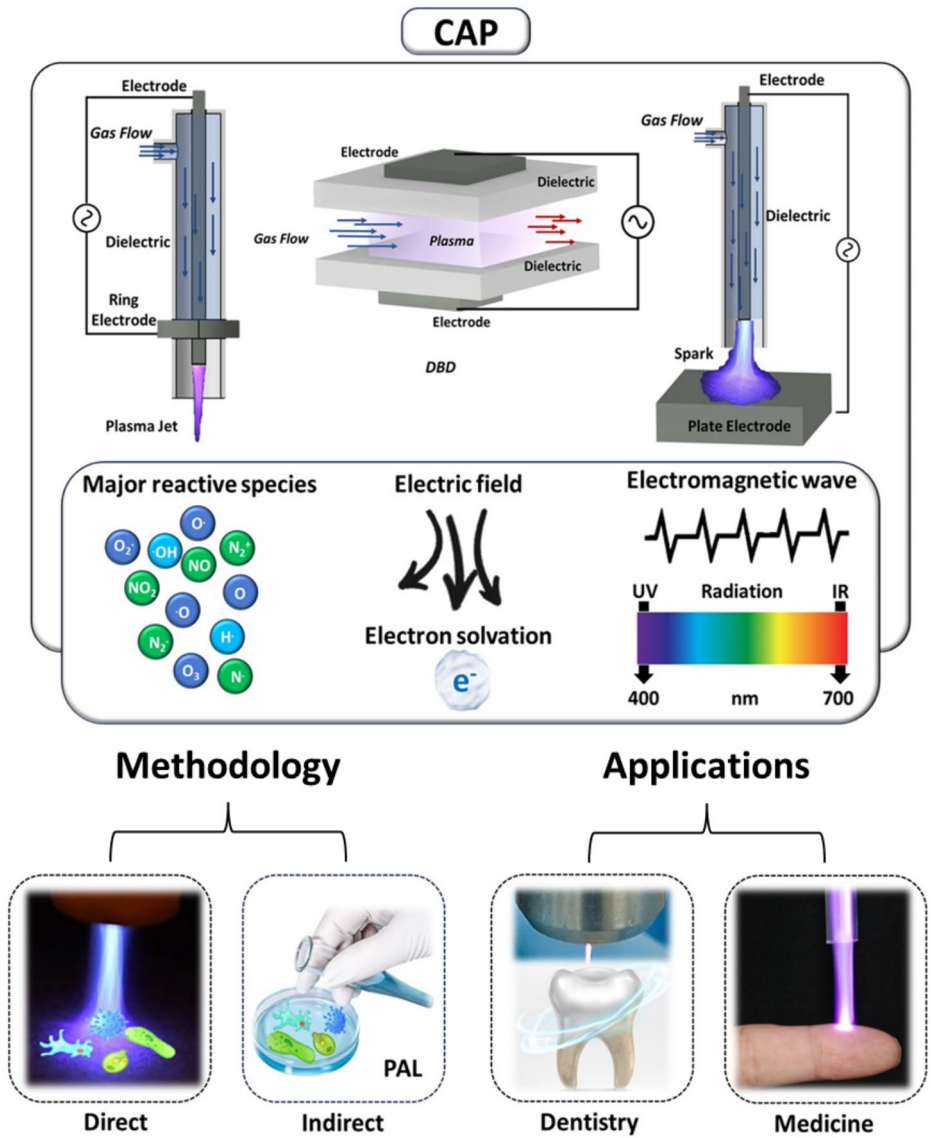 CAP
Electrode
Gas Flow
Dielectric
Ring
Electrode
Plasma Jet
Electrode
Dielectric
Gas Flow
Plasma
Dielectric
Electrode
DBD
Electrode
Gas Flow
Dielectric
Spark
Plate Electrode
Major reactive species
O·
O₂·
·OH
N₂⁺
NO
NO₂
O
·O
N₂·
H·
O₃
N·
Electric field
Electron solvation
e⁻
Electromagnetic wave
UV
Radiation
IR
400
nm
700
Methodology
Applications
PAL
Direct
Indirect
Dentistry
Medicine